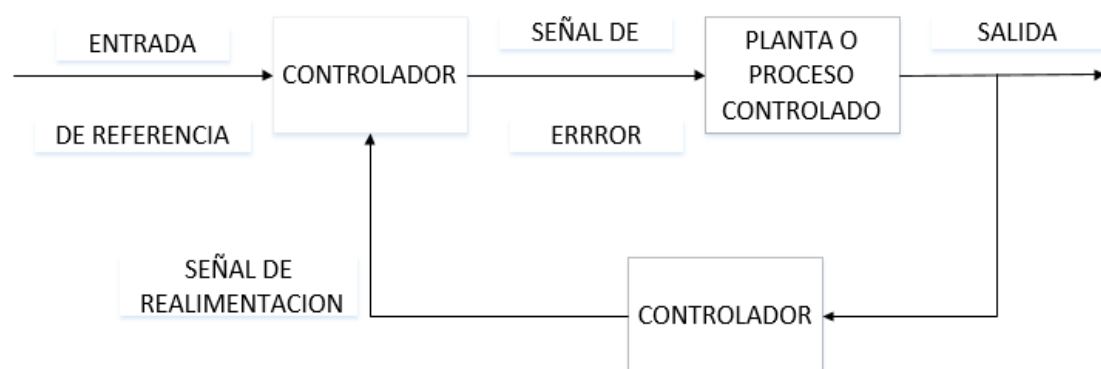 ENTRADA
DE REFERENCIA
CONTROLADOR
SEÑAL DE
ERRROR
PLANTA O
PROCESO
CONTROLADO
SALIDA
SEÑAL DE
REALIMENTACION
CONTROLADOR